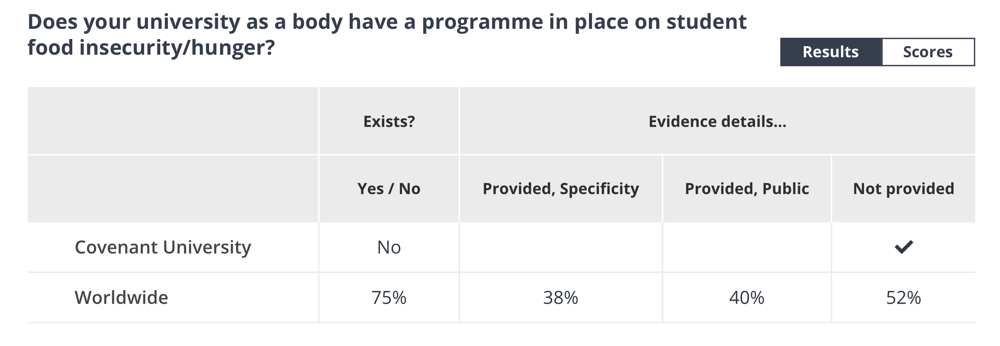 Does your university as a body have a programme in place on student
food insecurity/hunger?
Results Scores
Exists? Evidence details...
Yes / No Provided, Specificity Provided, Public Not provided
Covenant University No ✔
Worldwide 75% 38% 40% 52%